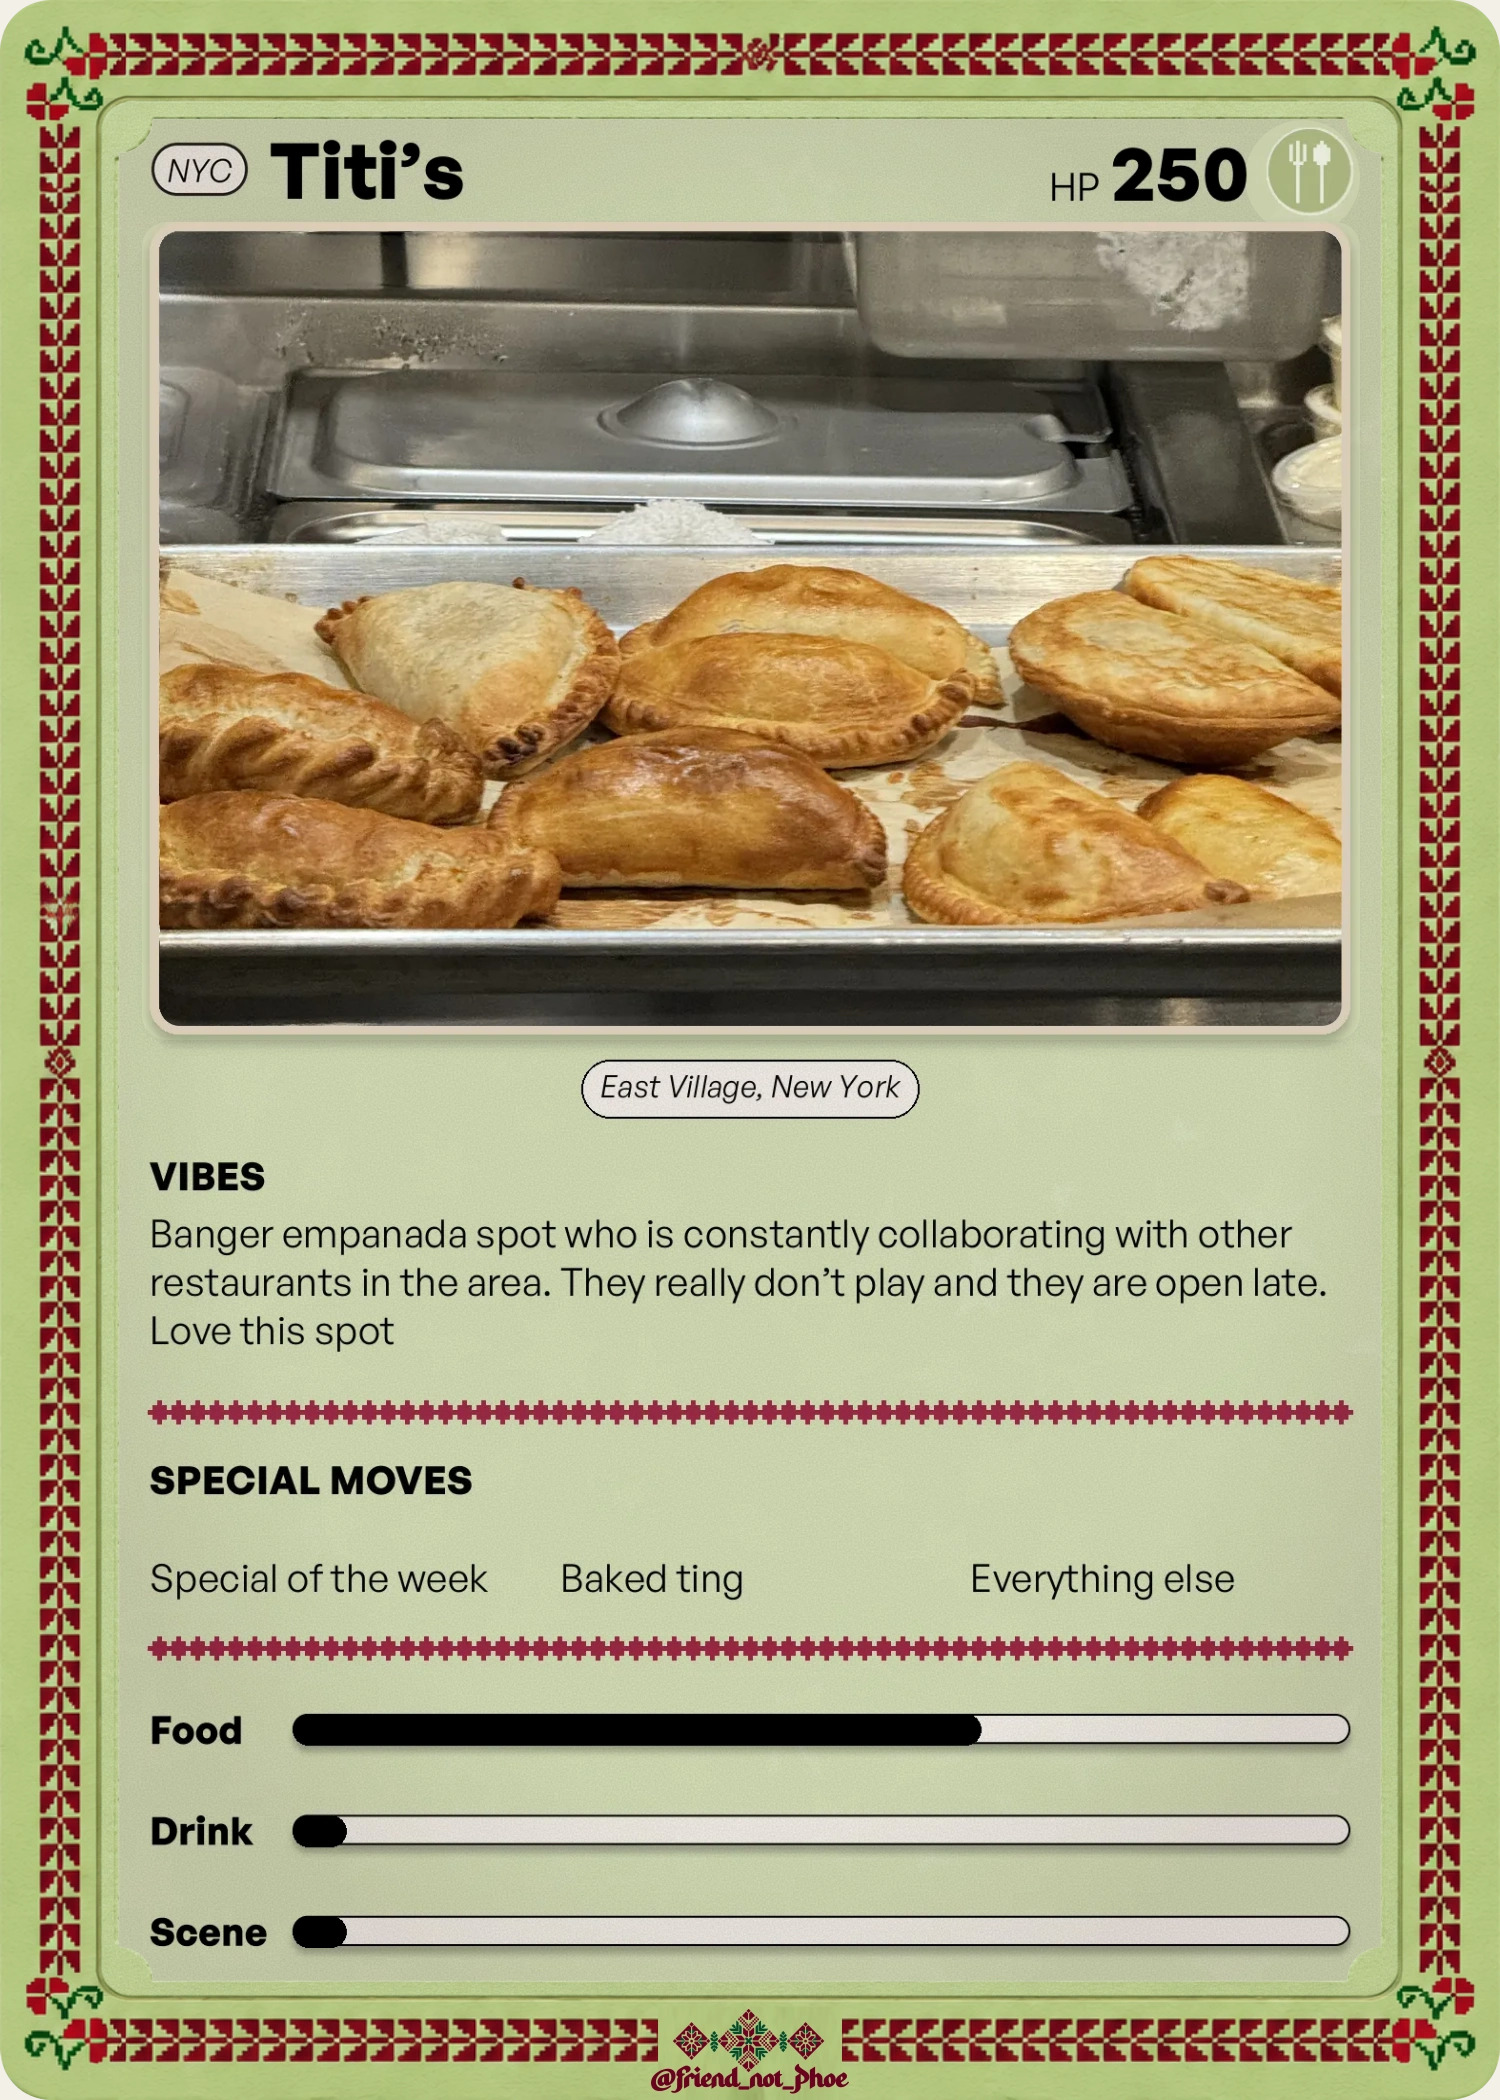 NYC Titi’s HP 250
East Village, New York
VIBES
Banger empanada spot who is constantly collaborating with other
restaurants in the area. They really don’t play and they are open late.
Love this spot
SPECIAL MOVES
Special of the week Baked ting Everything else
Food
Drink
Scene
@friend_not_phoe